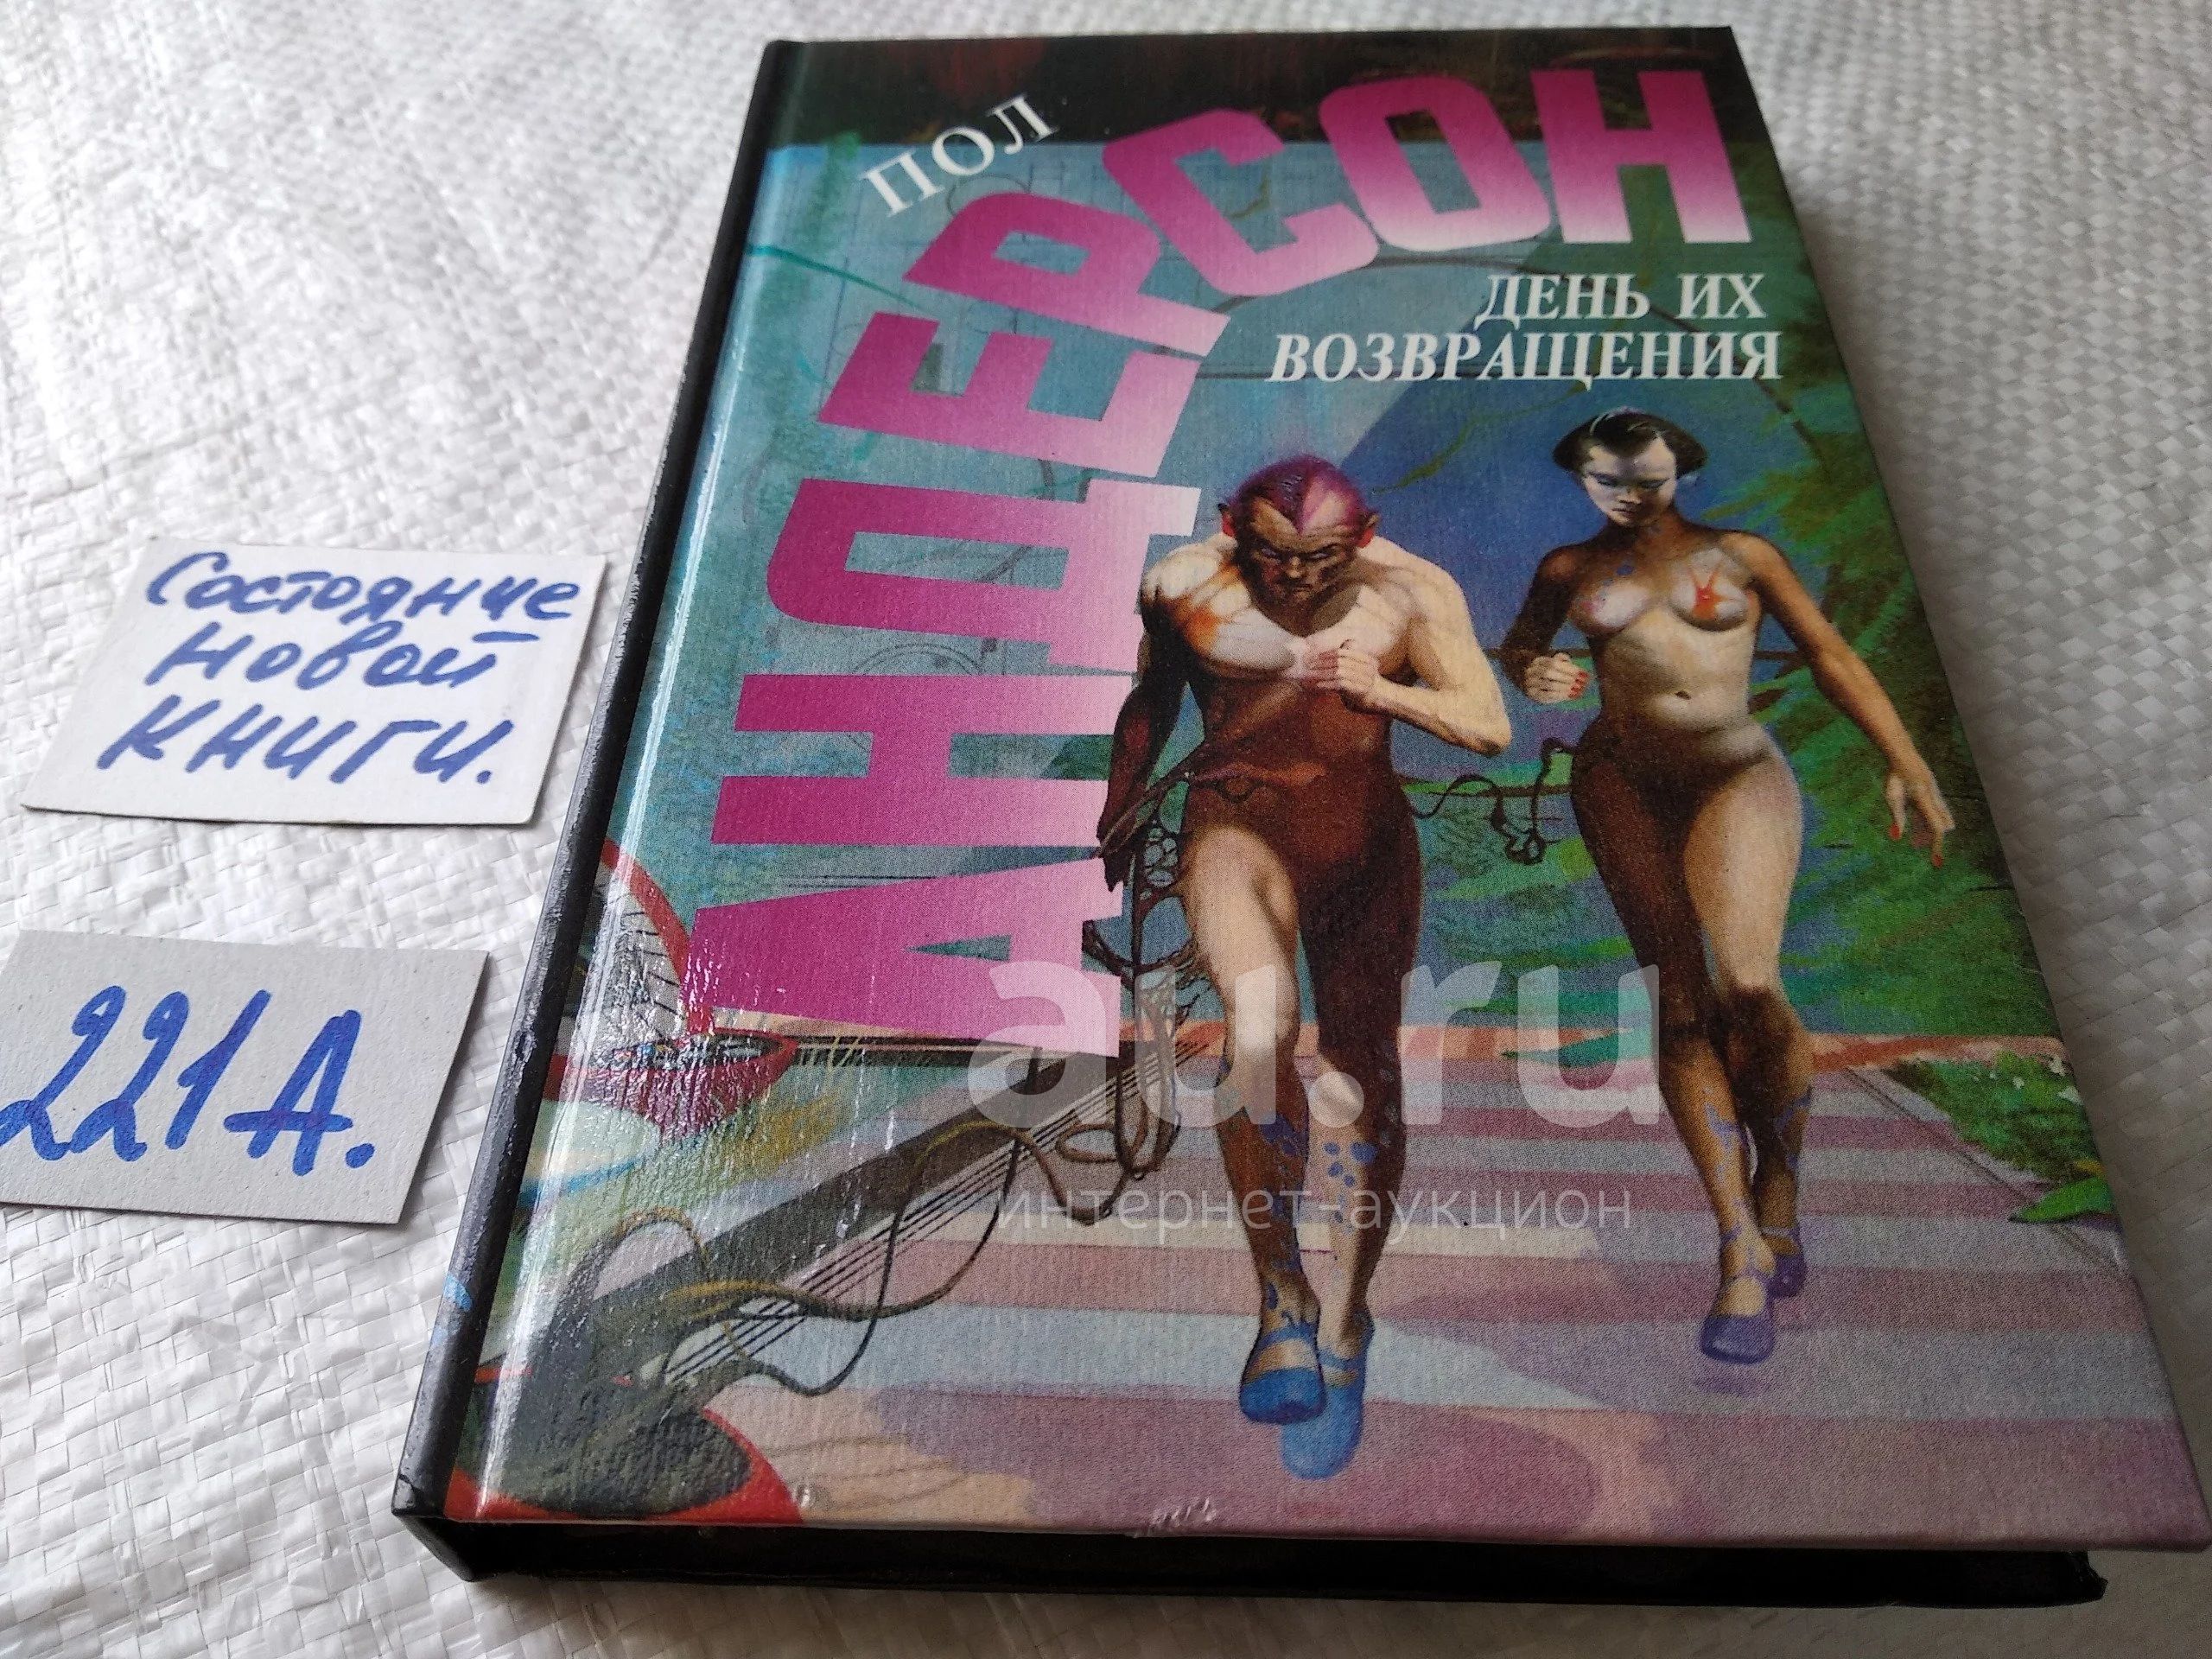 ПОЛ
АНДЕРСОН
ДЕНЬ ИХ
ВОЗВРАЩЕНИЯ
Состояние
новой
книги.
221А.
au.ru
интернет-аукцион